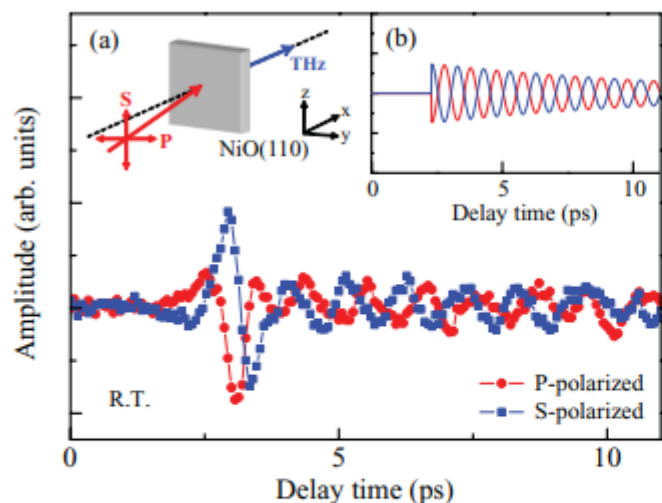 (a)
THz
S
P
NiO(110)
z
x
y
(b)
0
5
10
Delay time (ps)
Amplitude (arb. units)
R.T.
P-polarized
S-polarized
0
5
10
Delay time (ps)